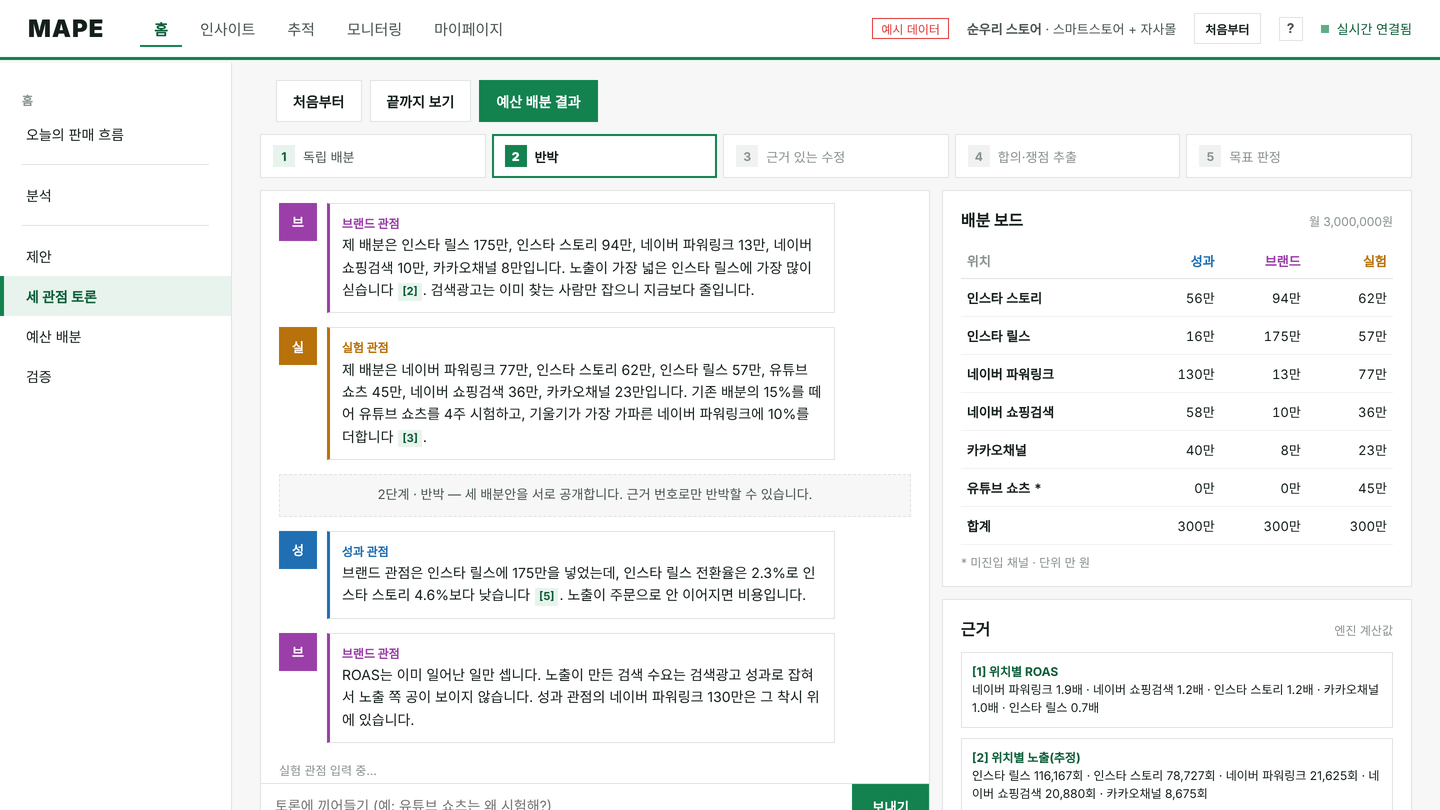 MAPE
홈 인사이트 추적 모니터링 마이페이지
예시 데이터 순우리 스토어 · 스마트스토어 + 자사몰 처음부터 ? 실시간 연결됨
홈
오늘의 판매 흐름
분석
제안
세 관점 토론
예산 배분
검증
처음부터 끝까지 보기 예산 배분 결과
1 독립 배분 2 반박 3 근거 있는 수정 4 합의·쟁점 추출 5 목표 판정
브
브랜드 관점
제 배분은 인스타 릴스 175만, 인스타 스토리 94만, 네이버 파워링크 13만, 네이버
쇼핑검색 10만, 카카오채널 8만입니다. 노출이 가장 넓은 인스타 릴스에 가장 많이
싣습니다 [2] . 검색광고는 이미 찾는 사람만 잡으니 지금보다 줄입니다.
실
실험 관점
제 배분은 네이버 파워링크 77만, 인스타 스토리 62만, 인스타 릴스 57만, 유튜브
쇼츠 45만, 네이버 쇼핑검색 36만, 카카오채널 23만입니다. 기존 배분의 15%를 떼
어 유튜브 쇼츠를 4주 시험하고, 기울기가 가장 가파른 네이버 파워링크에 10%를
더합니다 [3] .
2단계 · 반박 — 세 배분안을 서로 공개합니다. 근거 번호로만 반박할 수 있습니다.
성
성과 관점
브랜드 관점은 인스타 릴스에 175만을 넣었는데, 인스타 릴스 전환율은 2.3%로 인
스타 스토리 4.6%보다 낮습니다 [5] . 노출이 주문으로 안 이어지면 비용입니다.
브
브랜드 관점
ROAS는 이미 일어난 일만 셉니다. 노출이 만든 검색 수요는 검색광고 성과로 잡혀
서 노출 쪽 공이 보이지 않습니다. 성과 관점의 네이버 파워링크 130만은 그 착시 위
에 있습니다.
실험 관점 입력 중...
토론에 끼어들기 (예: 유튜브 쇼츠는 왜 시험해?) 보내기
배분 보드 월 3,000,000원
위치 성과 브랜드 실험
인스타 스토리 56만 94만 62만
인스타 릴스 16만 175만 57만
네이버 파워링크 130만 13만 77만
네이버 쇼핑검색 58만 10만 36만
카카오채널 40만 8만 23만
유튜브 쇼츠 * 0만 0만 45만
합계 300만 300만 300만
* 미진입 채널 · 단위 만 원
근거 엔진 계산값
[1] 위치별 ROAS
네이버 파워링크 1.9배 · 네이버 쇼핑검색 1.2배 · 인스타 스토리 1.2배 · 카카오채널
1.0배 · 인스타 릴스 0.7배
[2] 위치별 노출(추정)
인스타 릴스 116,167회 · 인스타 스토리 78,727회 · 네이버 파워링크 21,625회 · 네
이버 쇼핑검색 20,880회 · 카카오채널 8,675회